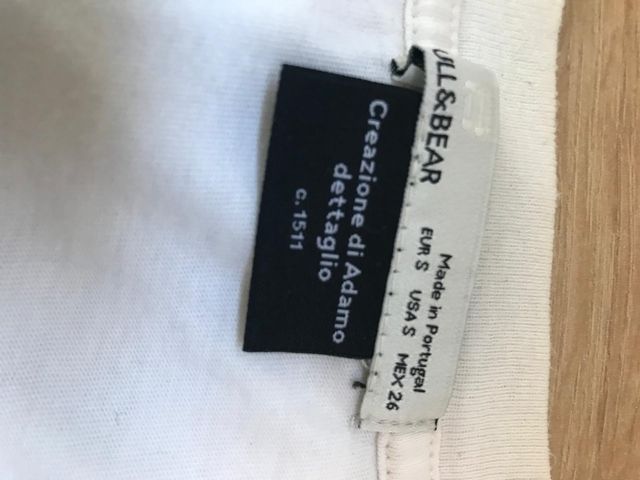 ULL&BEAR
Made in Portugal
EUR S USA S MEX 26
Creazione di Adamo
dettaglio
c.1511